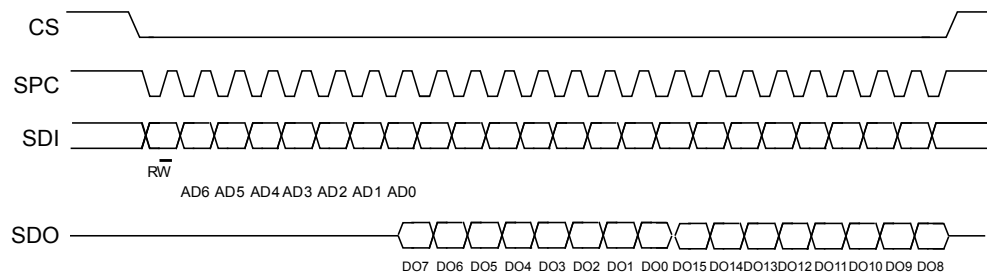 CS
SPC
SDI
RW
AD6 AD5 AD4 AD3 AD2 AD1 AD0
SDO
DO7 DO6 DO5 DO4 DO3 DO2 DO1 DO0 DO15 DO14 DO13 DO12 DO11 DO10 DO9 DO8